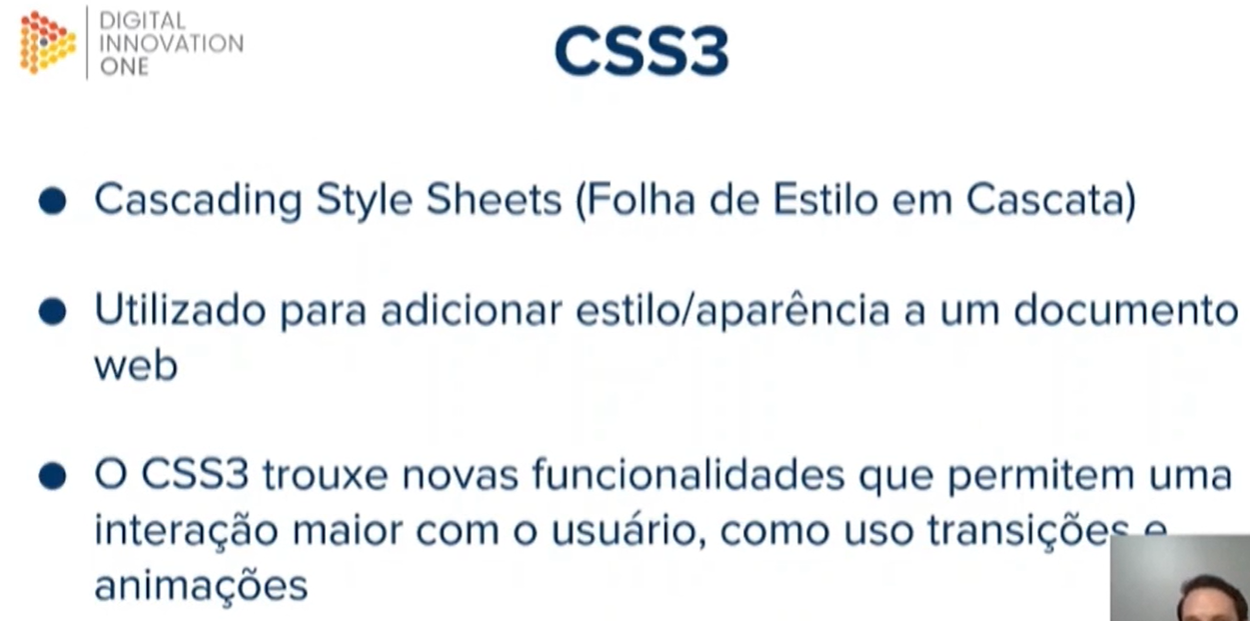 DIGITAL
INNOVATION
ONE
CSS3
Cascading Style Sheets (Folha de Estilo em Cascata)
Utilizado para adicionar estilo/aparência a um documento
web
O CSS3 trouxe novas funcionalidades que permitem uma
interação maior com o usuário, como uso transições e
animações